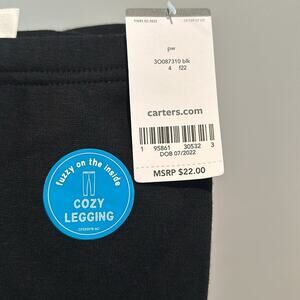 pw
3O087310 blk
4 f22
carters.com
1 95861 30532 3
DOB 07/2022
MSRP $22.00
fuzzy on the inside
COZY
LEGGING